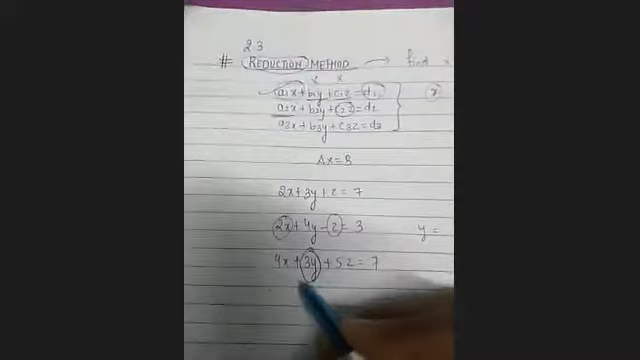 23
# REDUCTION METHOD → find x
x x
a₁x + b₁y + c₁z = d₁
a₂x + b₂y + c₂z = d₂ x
a₃x + b₃y + c₃z = d₃
Ax = B
2x + 3y + z = 7
2x + 4y - z = 3 y =
4x + 3y + 5z = 7